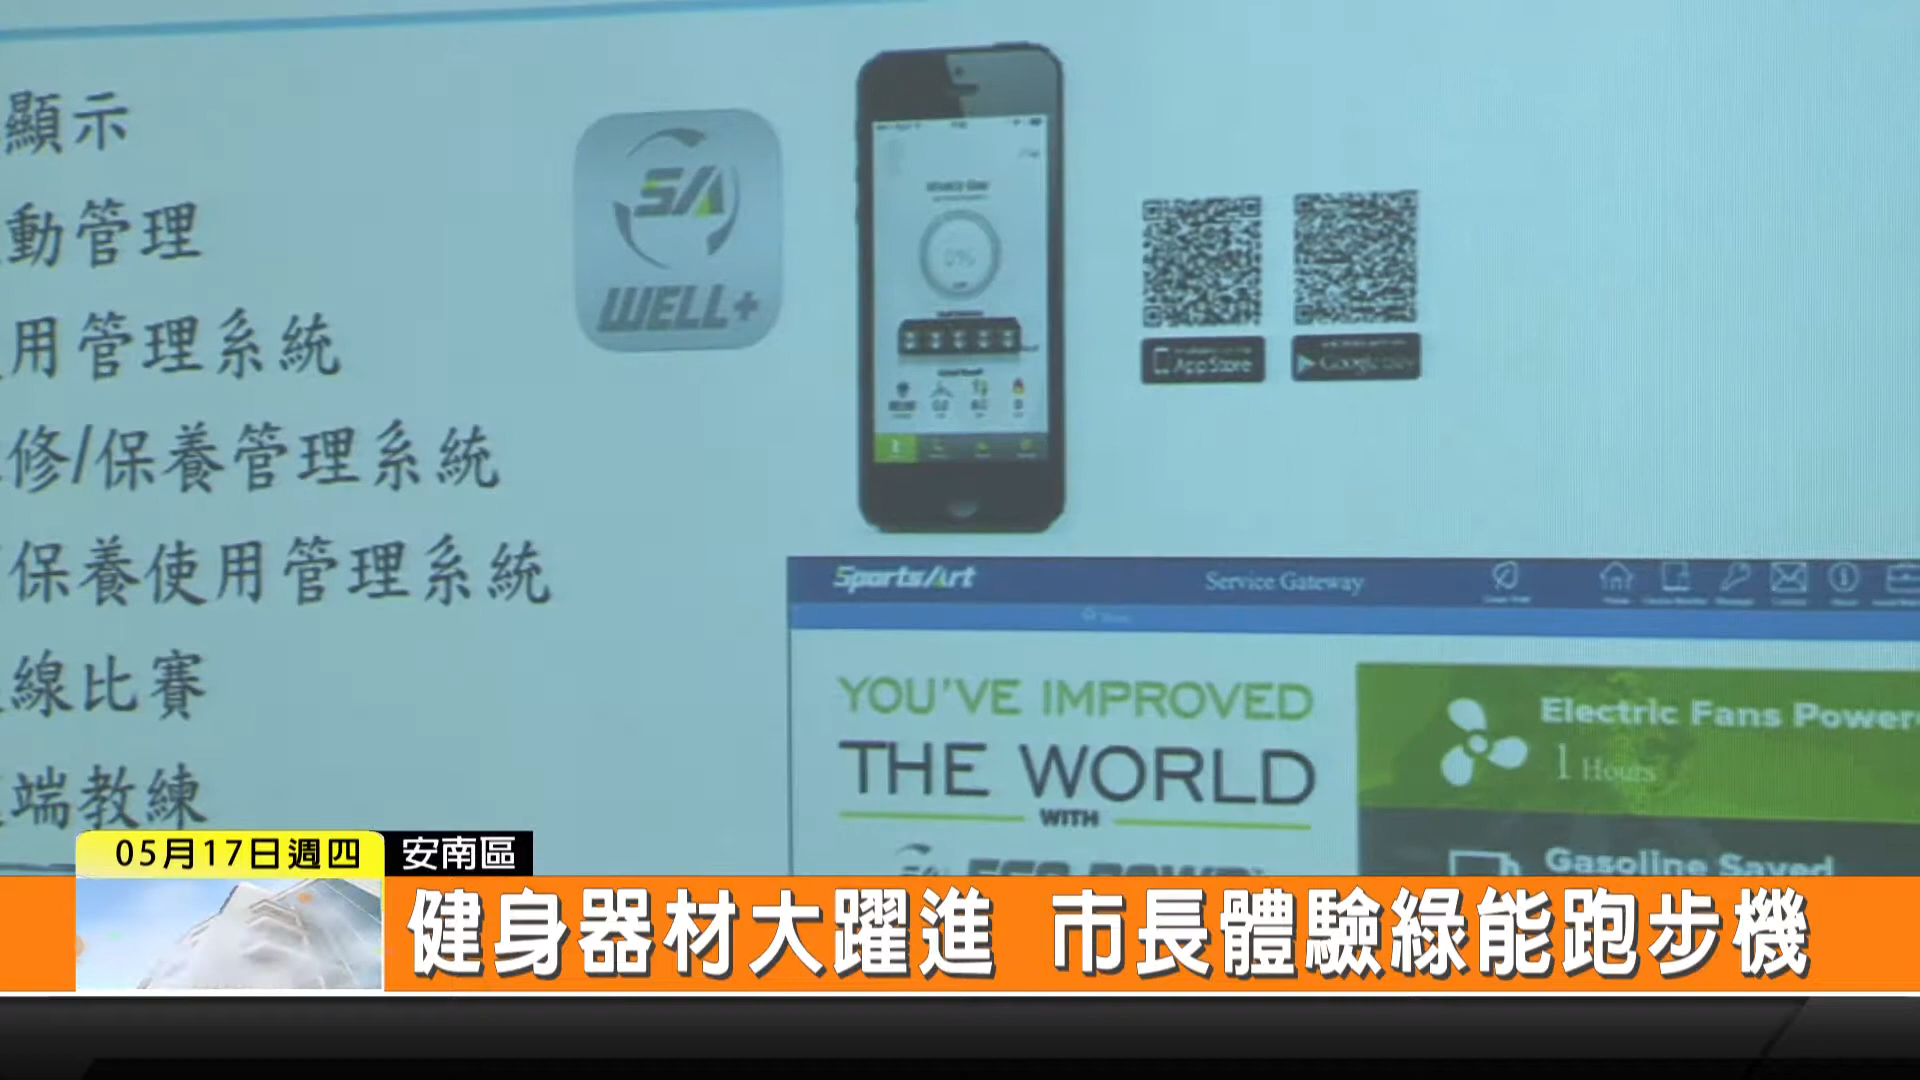 顯示
動管理
用管理系統
修/保養管理系統
保養使用管理系統
線比賽
端教練
SA
WELL+
0%
App Store
Google Play
SportsArt
Service Gateway
YOU'VE IMPROVED
THE WORLD
WITH
Electric Fans Power
1 Hours
Gasoline Saved
05月17日週四
安南區
健身器材大躍進 市長體驗綠能跑步機